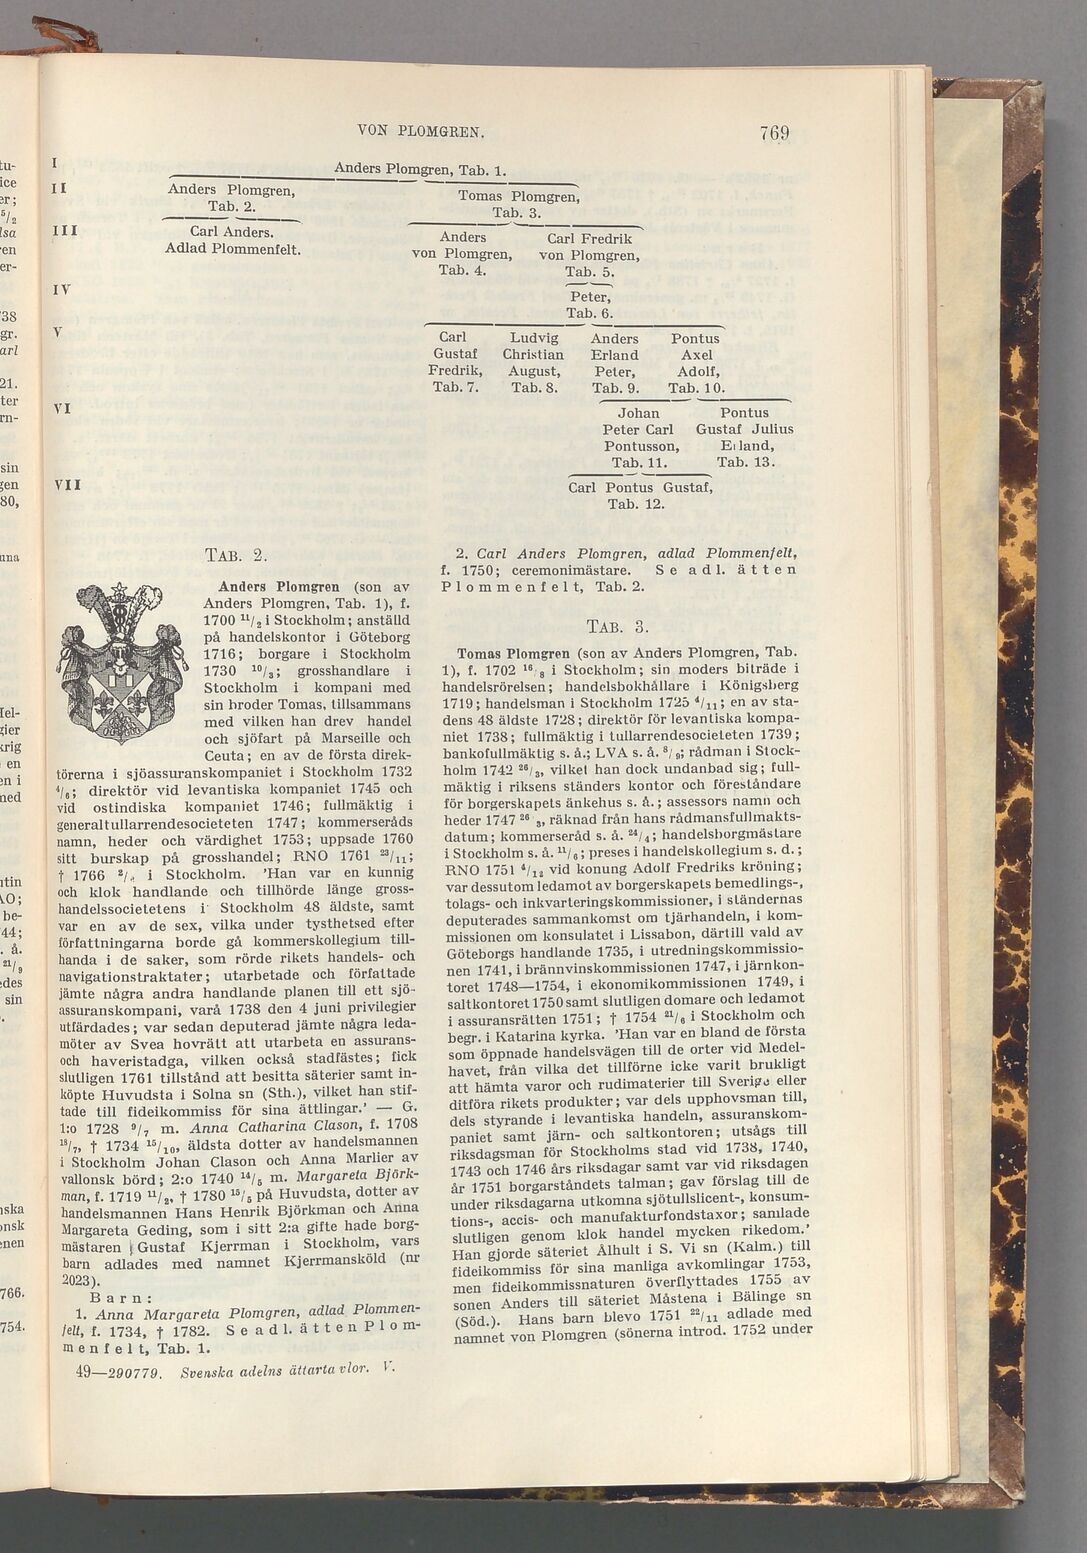 VON PLOMGREN.
769
I
Anders Plomgren, Tab. 1.
II
Anders Plomgren,
Tab. 2.
Tomas Plomgren,
Tab. 3.
III
Carl Anders.
Adlad Plommenfelt.
Anders
von Plomgren,
Tab. 4.
Carl Fredrik
von Plomgren,
Tab. 5.
IV
Peter,
Tab. 6.
V
Carl
Gustaf
Fredrik,
Tab. 7.
Ludvig
Christian
August,
Tab. 8.
Anders
Erland
Peter,
Tab. 9.
Pontus
Axel
Adolf,
Tab. 10.
VI
Johan
Peter Carl
Pontusson,
Tab. 11.
Pontus
Gustaf Julius
Erland,
Tab. 13.
VII
Carl Pontus Gustaf,
Tab. 12.
TAB. 2.
Anders Plomgren (son av
Anders Plomgren, Tab. 1), f.
1700 11/2 i Stockholm; anställd
på handelskontor i Göteborg
1716; borgare i Stockholm
1730 10/3; grosshandlare i
Stockholm i kompani med
sin broder Tomas, tillsammans
med vilken han drev handel
och sjöfart på Marseille och
Ceuta; en av de första direk-
törerna i sjöassuranskompaniet i Stockholm 1732
4/6; direktör vid levantiska kompaniet 1745 och
vid ostindiska kompaniet 1746; fullmäktig i
generaltullarrendesocieteten 1747; kommerseråds
namn, heder och värdighet 1753; uppsade 1760
sitt burskap på grosshandel; RNO 1761 23/11;
† 1766 2/ i Stockholm. 'Han var en kunnig
och klok handlande och tillhörde länge gross-
handelssocietetens i Stockholm 48 äldste, samt
var en av de sex, vilka under tysthetsed efter
författningarna borde gå kommerskollegium till-
handa i de saker, som rörde rikets handels- och
navigationstraktater; utarbetade och författade
jämte några andra handlande planen till ett sjö-
assuranskompani, varå 1738 den 4 juni privilegier
utfärdades; var sedan deputerad jämte några leda-
möter av Svea hovrätt att utarbeta en assurans-
och haveristadga, vilken också stadfästes; fick
slutligen 1761 tillstånd att besitta säterier samt in-
köpte Huvudsta i Solna sn (Sth.), vilket han stif-
tade till fideikommiss för sina ättlingar.' — G.
1:o 1728 9/7 m. Anna Catharina Clason, f. 1708
18/7, † 1734 15/10, äldsta dotter av handelsmannen
i Stockholm Johan Clason och Anna Marlier av
vallonsk börd; 2:o 1740 14/5 m. Margareta Björk-
man, f. 1719 11/2, † 1780 18/5 på Huvudsta, dotter av
handelsmannen Hans Henrik Björkman och Anna
Margareta Geding, som i sitt 2:a gifte hade borg-
mästaren Gustaf Kjerrman i Stockholm, vars
barn adlades med namnet Kjerrmansköld (nr
2023).
Barn:
1. Anna Margareta Plomgren, adlad Plommen-
felt, f. 1734, † 1782. Se adl. ätten Plom-
menfelt, Tab. 1.
49—290779. Svenska adelns ättartavlor. V.
2. Carl Anders Plomgren, adlad Plommenfelt,
f. 1750; ceremonimästare. Se adl. ätten
Plommenfelt, Tab. 2.
TAB. 3.
Tomas Plomgren (son av Anders Plomgren, Tab.
1), f. 1702 16/8 i Stockholm; sin moders biträde i
handelsrörelsen; handelsbokhållare i Königsberg
1719; handelsman i Stockholm 1725 4/11; en av sta-
dens 48 äldste 1728; direktör för levantiska kompa-
niet 1738; fullmäktig i tullarrendesocieteten 1739;
bankofullmäktig s. å.; LVA s. å. 8/9; rådman i Stock-
holm 1742 26/3, vilket han dock undanbad sig; full-
mäktig i riksens ständers kontor och föreståndare
för borgerskapets änkehus s. å.; assessors namn och
heder 1747 26/3, räknad från hans rådmansfullmakts-
datum; kommerseråd s. å. 24/4; handelsborgmästare
i Stockholm s. å. 11/6; preses i handelskollegium s. d.;
RNO 1751 4/12 vid konung Adolf Fredriks kröning;
var dessutom ledamot av borgerskapets bemedlings-,
tolags- och inkvarteringskommissioner, i ständernas
deputerades sammankomst om tjärhandeln, i kom-
missionen om konsulatet i Lissabon, därtill vald av
Göteborgs handlande 1735, i utredningskommissio-
nen 1741, i brännvinskommissionen 1747, i järnkon-
toret 1748—1754, i ekonomikommissionen 1749, i
saltkontoret 1750 samt slutligen domare och ledamot
i assuransrätten 1751; † 1754 21/6 i Stockholm och
begr. i Katarina kyrka. 'Han var en bland de första
som öppnade handelsvägen till de orter vid Medel-
havet, från vilka det tillförne icke varit brukligt
att hämta varor och rudimaterier till Sverige eller
ditföra rikets produkter; var dels upphovsman till,
dels styrande i levantiska handeln, assuranskom-
paniet samt järn- och saltkontoren; utsågs till
riksdagsman för Stockholms stad vid 1738, 1740,
1743 och 1746 års riksdagar samt var vid riksdagen
år 1751 borgarståndets talman; gav förslag till de
under riksdagarna utkomna sjötullslicent-, konsum-
tions-, accis- och manufakturfondstaxor; samlade
slutligen genom klok handel mycken rikedom.'
Han gjorde säteriet Ålhult i S. Vi sn (Kalm.) till
fideikommiss för sina manliga avkomlingar 1753,
men fideikommissnaturen överflyttades 1755 av
sonen Anders till säteriet Måstena i Bälinge sn
(Söd.). Hans barn blevo 1751 22/11 adlade med
namnet von Plomgren (sönerna introd. 1752 under